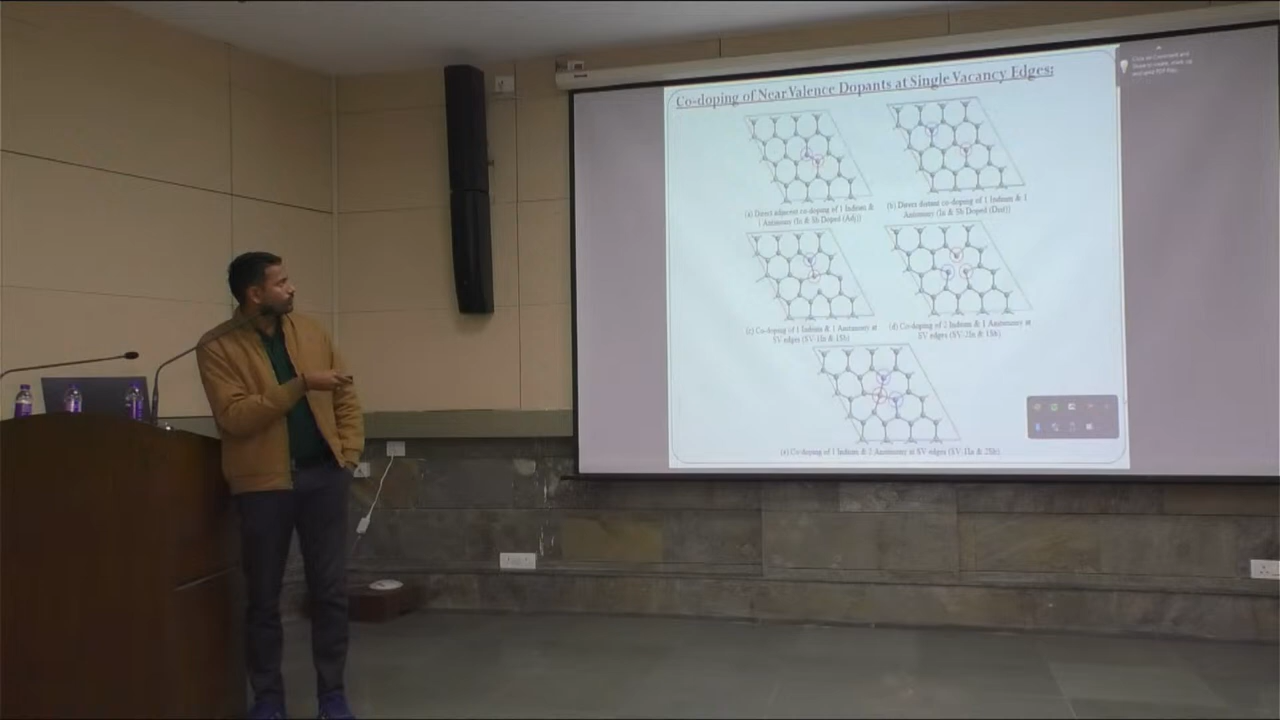 Co-doping of Near Valence Dopants at Single Vacancy Edges:
(a) Direct adjacent co-doping of 1 Indium &
1 Antimony (In & Sb Doped (Adj))
(b) Direct distant co-doping of 1 Indium & 1
Antimony (In & Sb Doped (Dist))
(c) Co-doping of 1 Indium & 1 Antimony at
SV edges (SV-1In & 1Sb)
(d) Co-doping of 2 Indium & 1 Antimony at
SV edges (SV-2In & 1Sb)
(e) Co-doping of 1 Indium & 2 Antimony at SV edges (SV-1In & 2Sb)